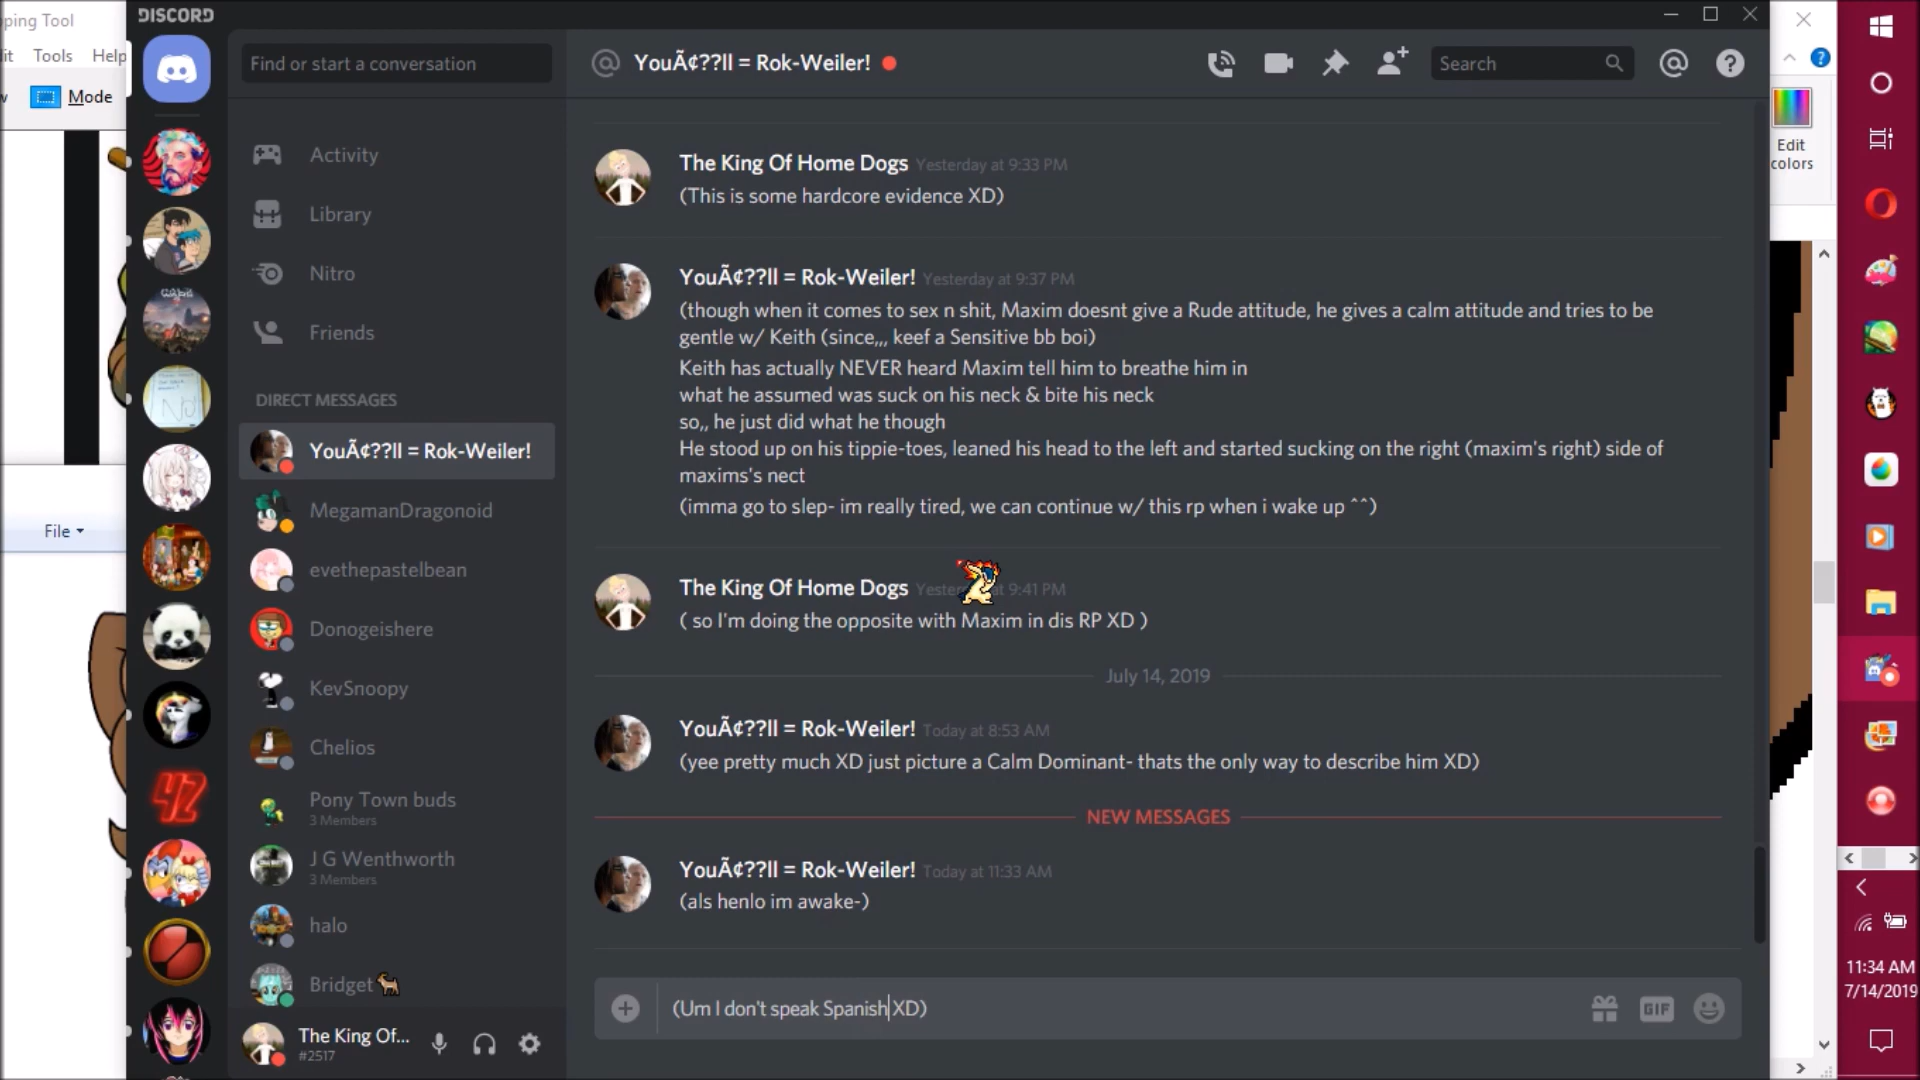 pping Tool
it Tools Help
w Mode
File
DISCORD
Find or start a conversation
Activity
Library
Nitro
Friends
DIRECT MESSAGES
YouÃ¢??ll = Rok-Weiler!
MegamanDragonoid
evethepastelbean
Donogeishere
KevSnoopy
Chelios
Pony Town buds
3 Members
J G Wenthworth
3 Members
halo
Bridget
The King Of...
#2517
YouÃ¢??ll = Rok-Weiler!
Search
The King Of Home Dogs Yesterday at 9:33 PM
(This is some hardcore evidence XD)
YouÃ¢??ll = Rok-Weiler! Yesterday at 9:37 PM
(though when it comes to sex n shit, Maxim doesnt give a Rude attitude, he gives a calm attitude and tries to be
gentle w/ Keith (since,,, keef a Sensitive bb boi)
Keith has actually NEVER heard Maxim tell him to breathe him in
what he assumed was suck on his neck & bite his neck
so,, he just did what he though
He stood up on his tippie-toes, leaned his head to the left and started sucking on the right (maxim's right) side of
maxims's nect
(imma go to slep- im really tired, we can continue w/ this rp when i wake up ^^)
The King Of Home Dogs Yester at 9:41 PM
( so I'm doing the opposite with Maxim in dis RP XD )
July 14, 2019
YouÃ¢??ll = Rok-Weiler! Today at 8:53 AM
(yee pretty much XD just picture a Calm Dominant- thats the only way to describe him XD)
NEW MESSAGES
YouÃ¢??ll = Rok-Weiler! Today at 11:33 AM
(als henlo im awake-)
(Um I don't speak Spanish XD)
GIF
Edit
colors
11:34 AM
7/14/2019